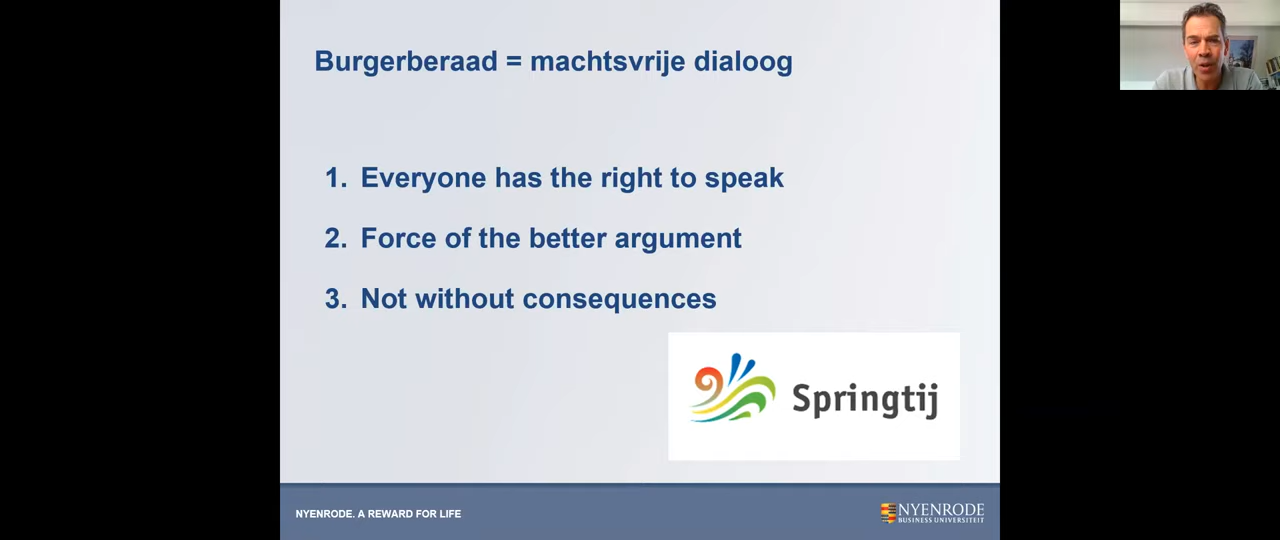 Burgerberaad = machtsvrije dialoog
1. Everyone has the right to speak
2. Force of the better argument
3. Not without consequences
Springtij
NYENRODE. A REWARD FOR LIFE
NYENRODE
BUSINESS UNIVERSITEIT